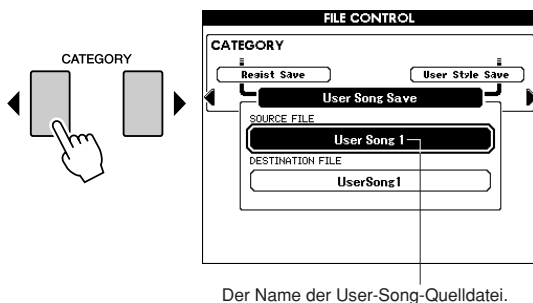 FILE CONTROL
CATEGORY
CATEGORY
Regist Save
User Style Save
User Song Save
SOURCE FILE
User Song 1
DESTINATION FILE
UserSong1
Der Name der User-Song-Quelldatei.